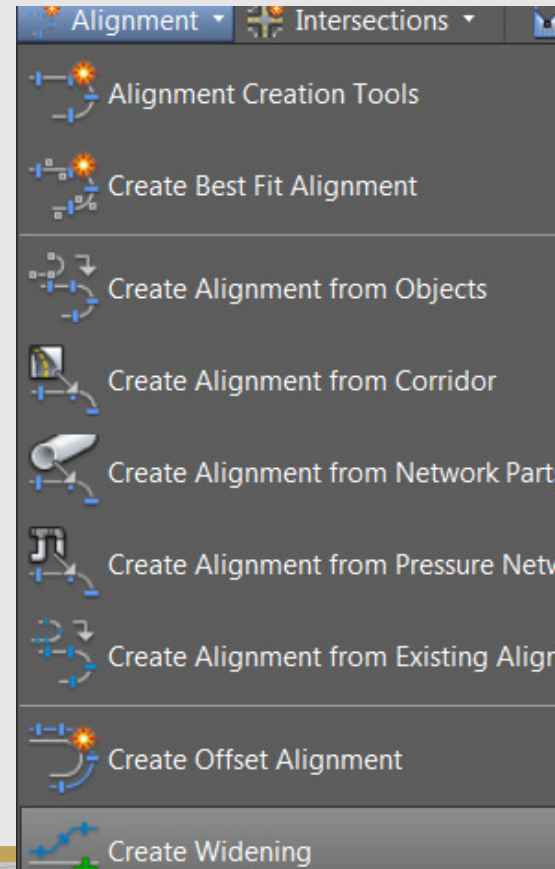 Alignment Intersections
Alignment Creation Tools
Create Best Fit Alignment
Create Alignment from Objects
Create Alignment from Corridor
Create Alignment from Network Parts
Create Alignment from Pressure Netw
Create Alignment from Existing Align
Create Offset Alignment
Create Widening